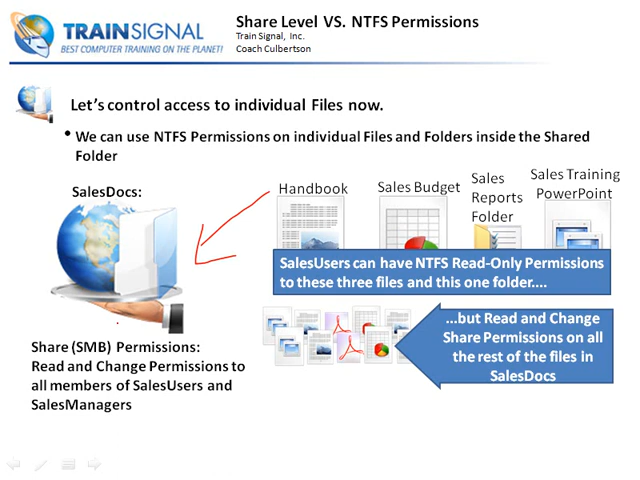 TRAINSIGNAL
BEST COMPUTER TRAINING ON THE PLANET!
Share Level VS. NTFS Permissions
Train Signal, Inc.
Coach Culbertson
Let's control access to individual Files now.
• We can use NTFS Permissions on individual Files and Folders inside the Shared
Folder
SalesDocs:
Handbook
Sales Budget
Sales
Reports
Folder
Sales Training
PowerPoint
SalesUsers can have NTFS Read-Only Permissions
to these three files and this one folder....
...but Read and Change
Share Permissions on all
the rest of the files in
SalesDocs
Share (SMB) Permissions:
Read and Change Permissions to
all members of SalesUsers and
SalesManagers